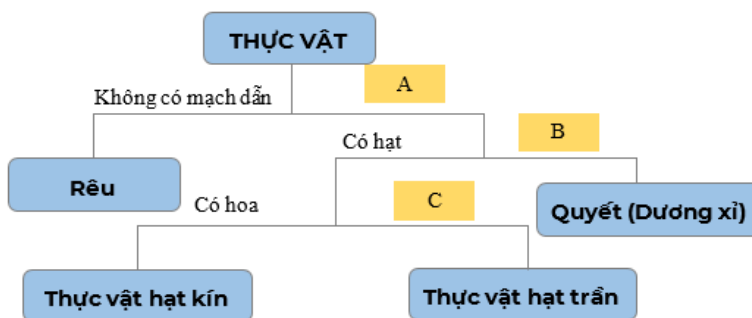 THỰC VẬT
Không có mạch dẫn
A
Có hạt
B
Rêu
Có hoa
C
Quyết (Dương xỉ)
Thực vật hạt kín
Thực vật hạt trần